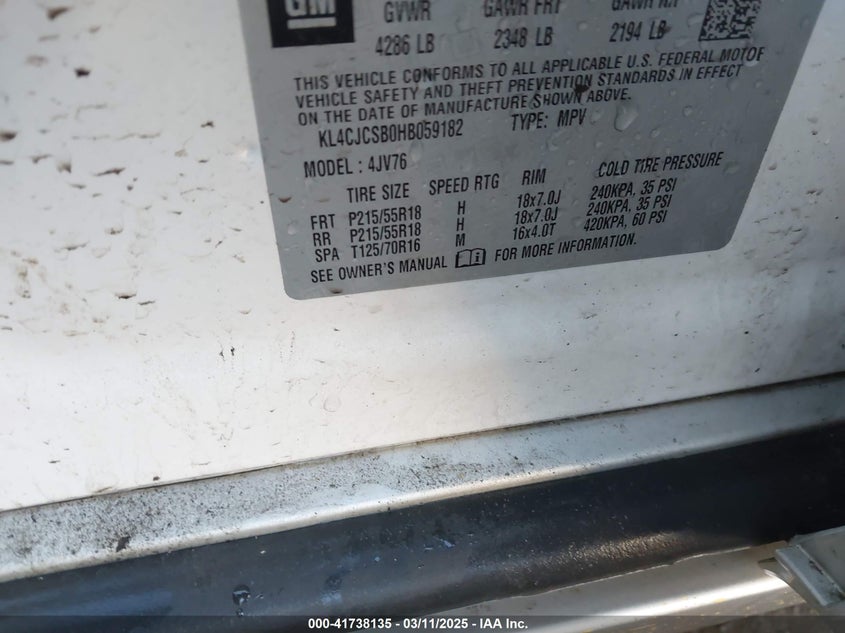 GM
GVWR GAWR FRT GAWR RR
4286 LB 2348 LB 2194 LB
THIS VEHICLE CONFORMS TO ALL APPLICABLE U.S. FEDERAL MOTOR
VEHICLE SAFETY AND THEFT PREVENTION STANDARDS IN EFFECT
ON THE DATE OF MANUFACTURE SHOWN ABOVE.
KL4CJCSB0HB059182 TYPE: MPV
MODEL: 4JV76
TIRE SIZE SPEED RTG RIM COLD TIRE PRESSURE
FRT P215/55R18 H 18x7.0J 240KPA, 35 PSI
RR P215/55R18 H 18x7.0J 240KPA, 35 PSI
SPA T125/70R16 M 16x4.0T 420KPA, 60 PSI
SEE OWNER'S MANUAL FOR MORE INFORMATION.
000-41738135 - 03/11/2025 - IAA Inc.